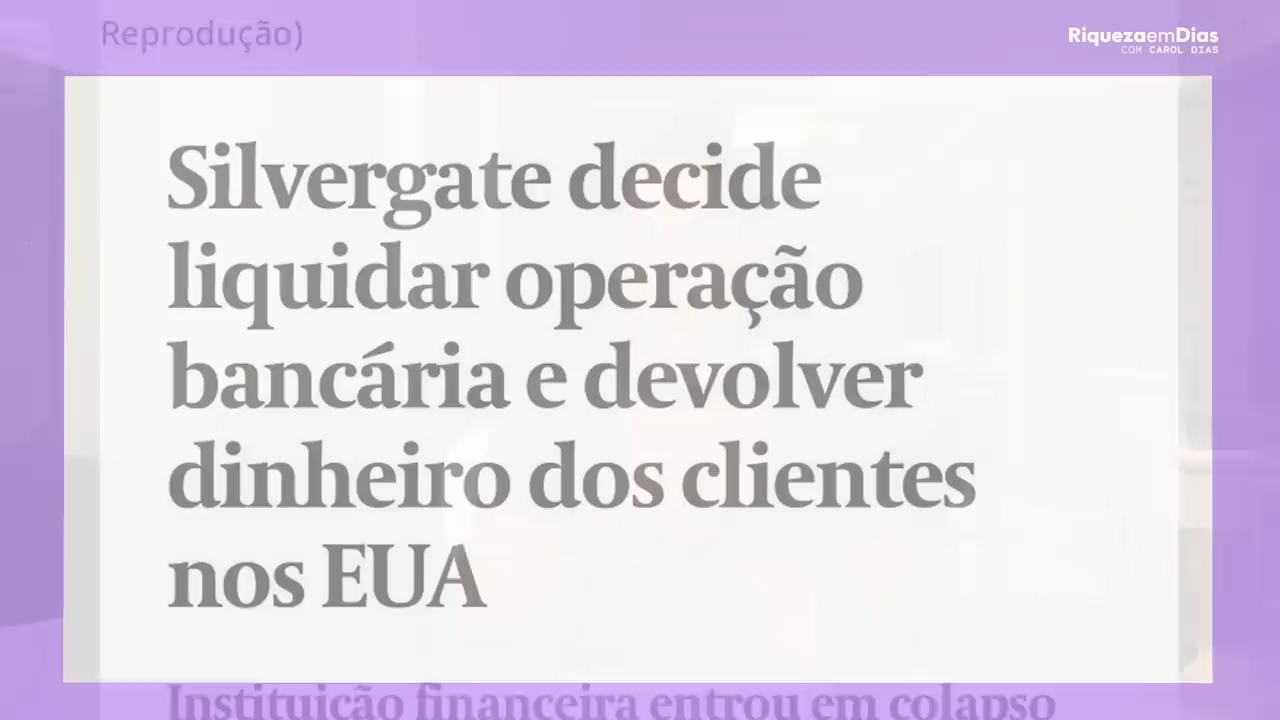 Reprodução)
RiquezaemDias
COM CAROL DIAS
Silvergate decide
liquidar operação
bancária e devolver
dinheiro dos clientes
nos EUA
Instituição financeira entrou em colapso